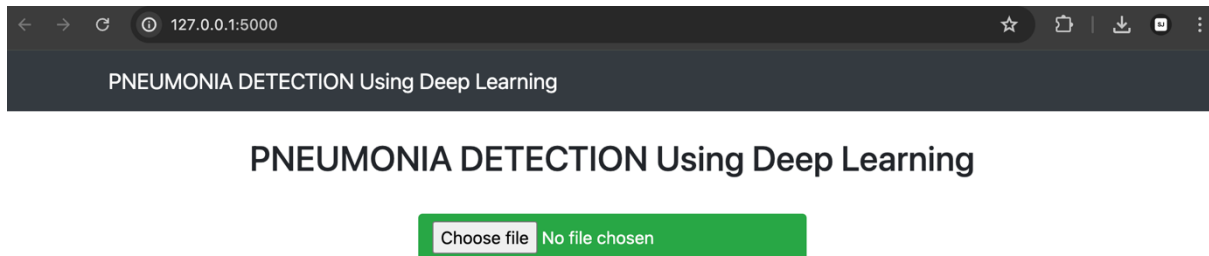 127.0.0.1:5000
SJ
PNEUMONIA DETECTION Using Deep Learning
PNEUMONIA DETECTION Using Deep Learning
Choose file No file chosen